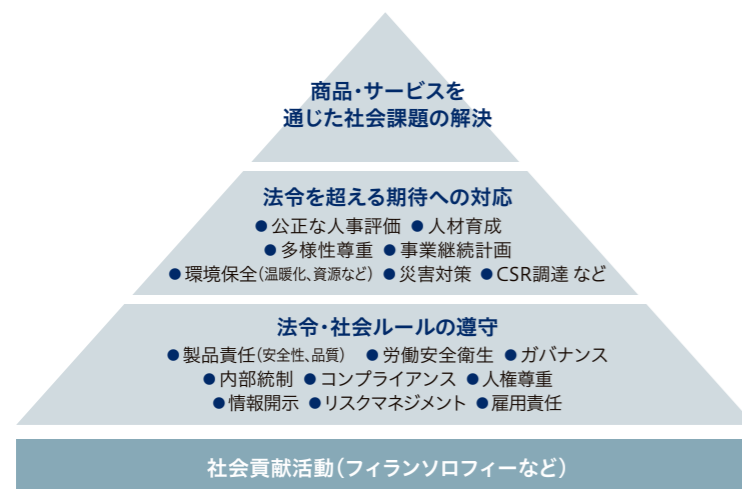 商品・サービスを
通じた社会課題の解決
法令を超える期待への対応
●公正な人事評価 ●人材育成
●多様性尊重 ●事業継続計画
●環境保全(温暖化、資源など) ●災害対策 ●CSR調達 など
法令・社会ルールの遵守
●製品責任(安全性、品質) ●労働安全衛生 ●ガバナンス
●内部統制 ●コンプライアンス ●人権尊重
●情報開示 ●リスクマネジメント ●雇用責任
社会貢献活動(フィランソロフィーなど)